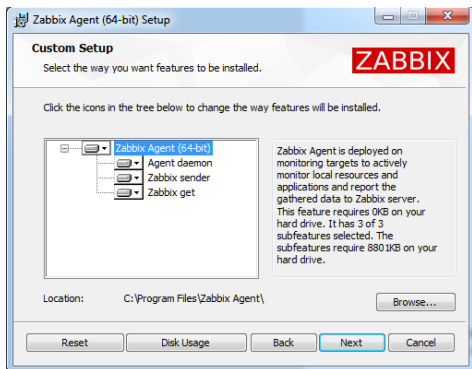 Zabbix Agent (64-bit) Setup
Custom Setup
Select the way you want features to be installed.
ZABBIX
Click the icons in the tree below to change the way features will be installed.
Zabbix Agent (64-bit)
Agent daemon
Zabbix sender
Zabbix get
Zabbix Agent is deployed on
monitoring targets to actively
monitor local resources and
applications and report the
gathered data to Zabbix server.
This feature requires 0KB on your
hard drive. It has 3 of 3
subfeatures selected. The
subfeatures require 8801KB on your
hard drive.
Location: C:\Program Files\Zabbix Agent\
Browse...
Reset Disk Usage Back Next Cancel